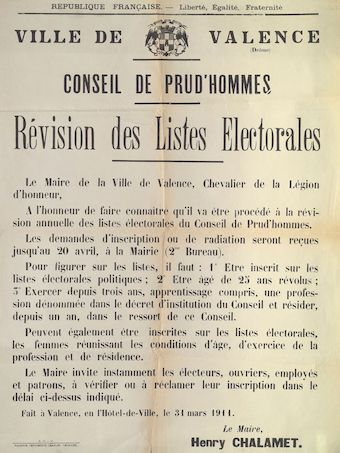 RÉPUBLIQUE FRANÇAISE. — Liberté, Egalité, Fraternité
VILLE DE VALENCE
(Drôme)
CONSEIL DE PRUD'HOMMES
Révision des Listes Electorales
Le Maire de la Ville de Valence, Chevalier de la Légion
d'honneur,
A l'honneur de faire connaître qu'il va être procédé à la révi-
sion annuelle des listes électorales du Conseil de Prud'hommes.
Les demandes d'inscription ou de radiation seront reçues
jusqu'au 20 avril, à la Mairie (2me Bureau).
Pour figurer sur les listes, il faut : 1° Etre inscrit sur les
listes électorales politiques ; 2° Etre âgé de 25 ans révolus ;
3° Exercer depuis trois ans, apprentissage compris, une profes-
sion dénommée dans le décret d'institution du Conseil et résider,
depuis un an, dans le ressort de ce Conseil.
Peuvent également être inscrites sur les listes électorales,
les femmes réunissant les conditions d'âge, d'exercice de la
profession et de résidence.
Le Maire invite instamment les électeurs, ouvriers, employés
et patrons, à vérifier ou à réclamer leur inscription dans le
délai ci-dessus indiqué.
Fait à Valence, en l'Hôtel-de-Ville, le 31 mars 1911.
Le Maire,
Henry CHALAMET.